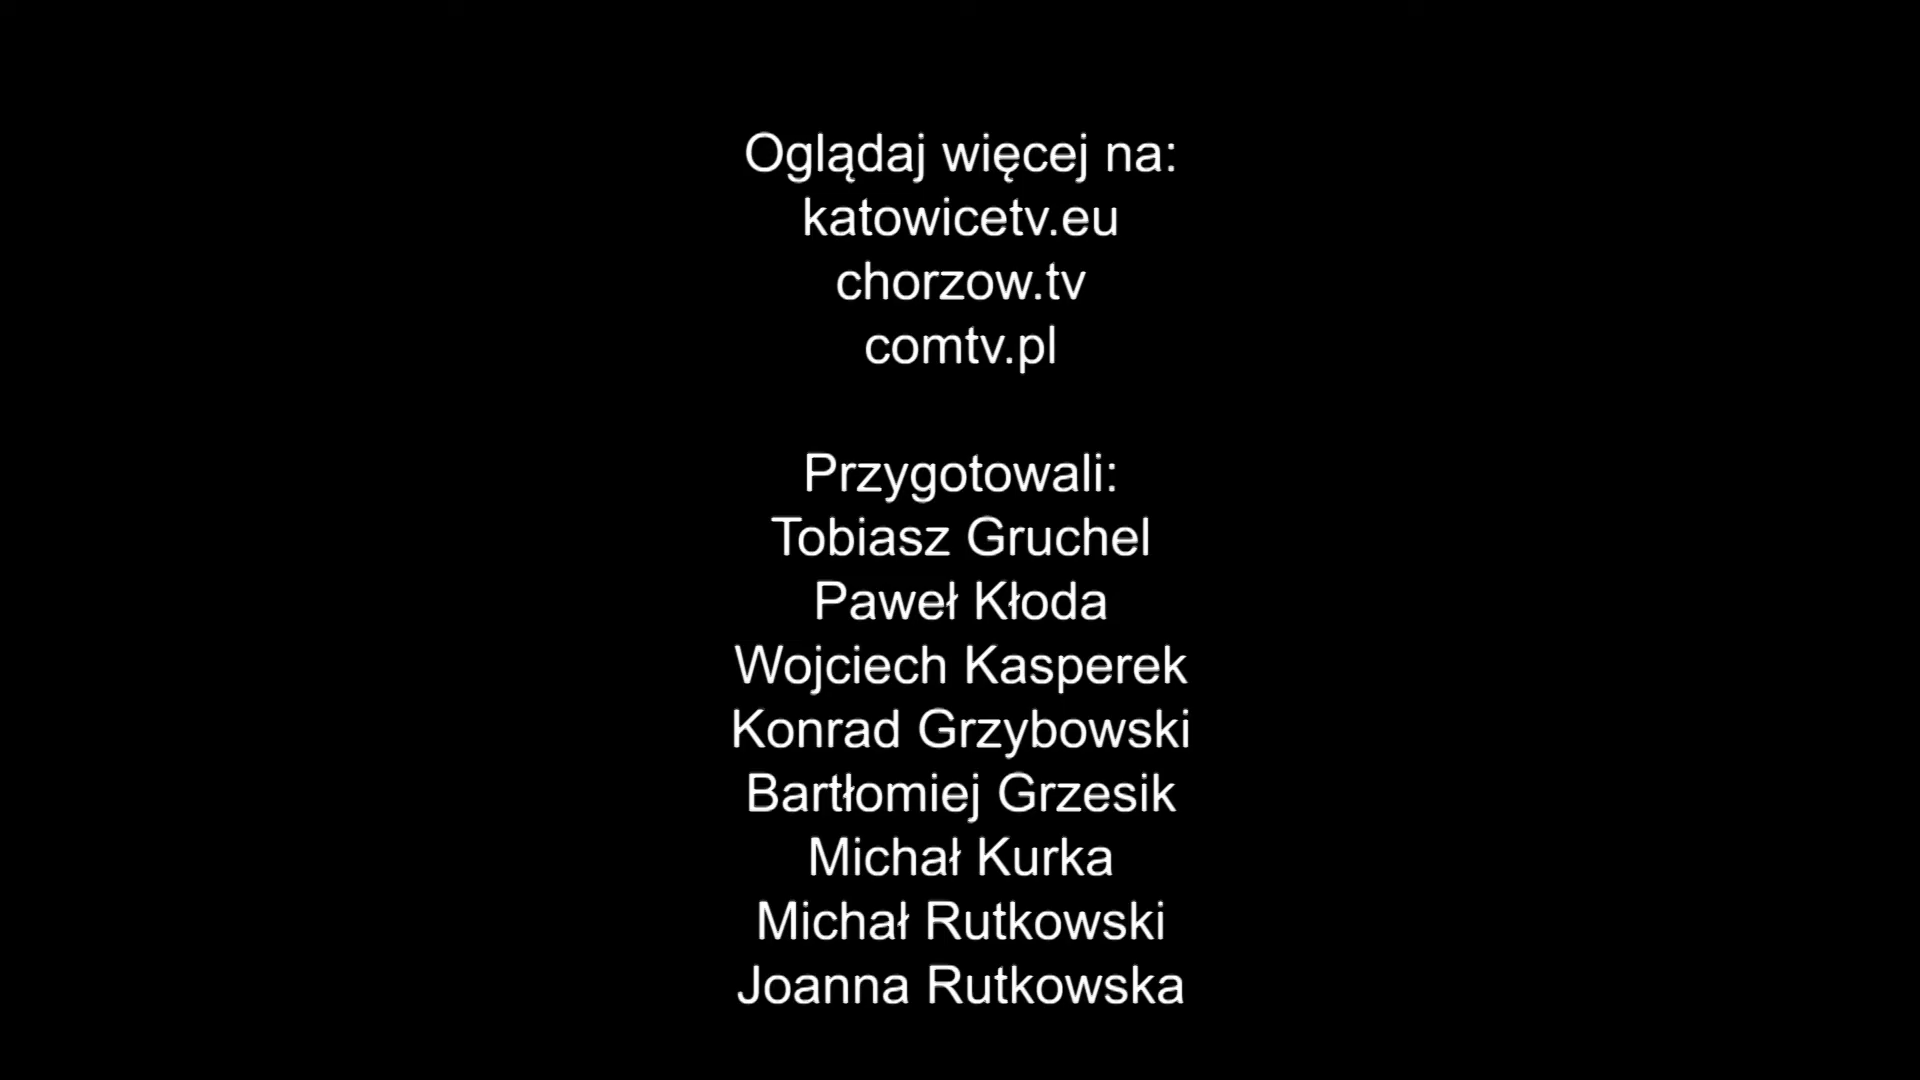 Oglądaj więcej na:
katowicetv.eu
chorzow.tv
comtv.pl
Przygotowali:
Tobiasz Gruchel
Paweł Kłoda
Wojciech Kasperek
Konrad Grzybowski
Bartłomiej Grzesik
Michał Kurka
Michał Rutkowski
Joanna Rutkowska